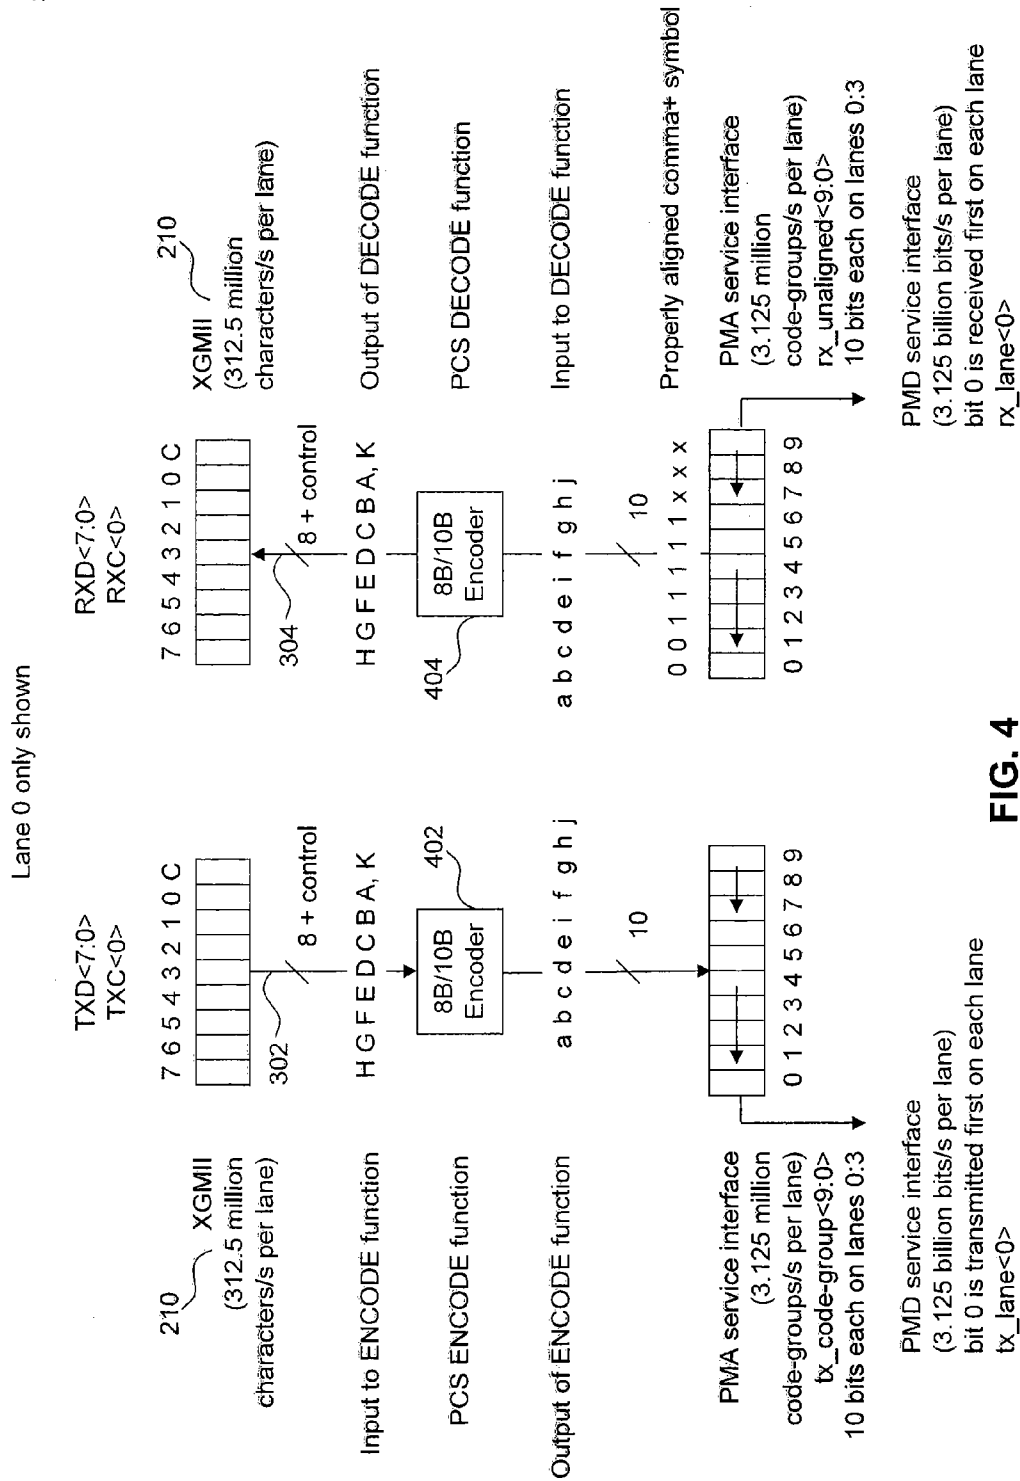 Lane 0 only shown
TXD<7:0>
TXC<0>
7 6 5 4 3 2 1 0 C
210
XGMII
(312.5 million
characters/s per lane)
302
8 + control
Input to ENCODE function
H G F E D C B A, K
PCS ENCODE function
8B/10B
Encoder
402
Output of ENCODE function
a b c d e i f g h j
10
PMA service interface
(3.125 million
code-groups/s per lane)
tx_code-group<9:0>
10 bits each on lanes 0:3
0 1 2 3 4 5 6 7 8 9
PMD service interface
(3.125 billion bits/s per lane)
bit 0 is transmitted first on each lane
tx_lane<0>
RXD<7:0>
RXC<0>
7 6 5 4 3 2 1 0 C
210
XGMII
(312.5 million
characters/s per lane)
304
8 + control
H G F E D C B A, K
Output of DECODE function
404
8B/10B
Encoder
PCS DECODE function
a b c d e i f g h j
Input to DECODE function
10
0 0 1 1 1 1 1 x x x
Properly aligned comma+ symbol
PMA service interface
(3.125 million
code-groups/s per lane)
rx_unaligned<9:0>
10 bits each on lanes 0:3
0 1 2 3 4 5 6 7 8 9
PMD service interface
(3.125 billion bits/s per lane)
bit 0 is received first on each lane
rx_lane<0>
FIG. 4